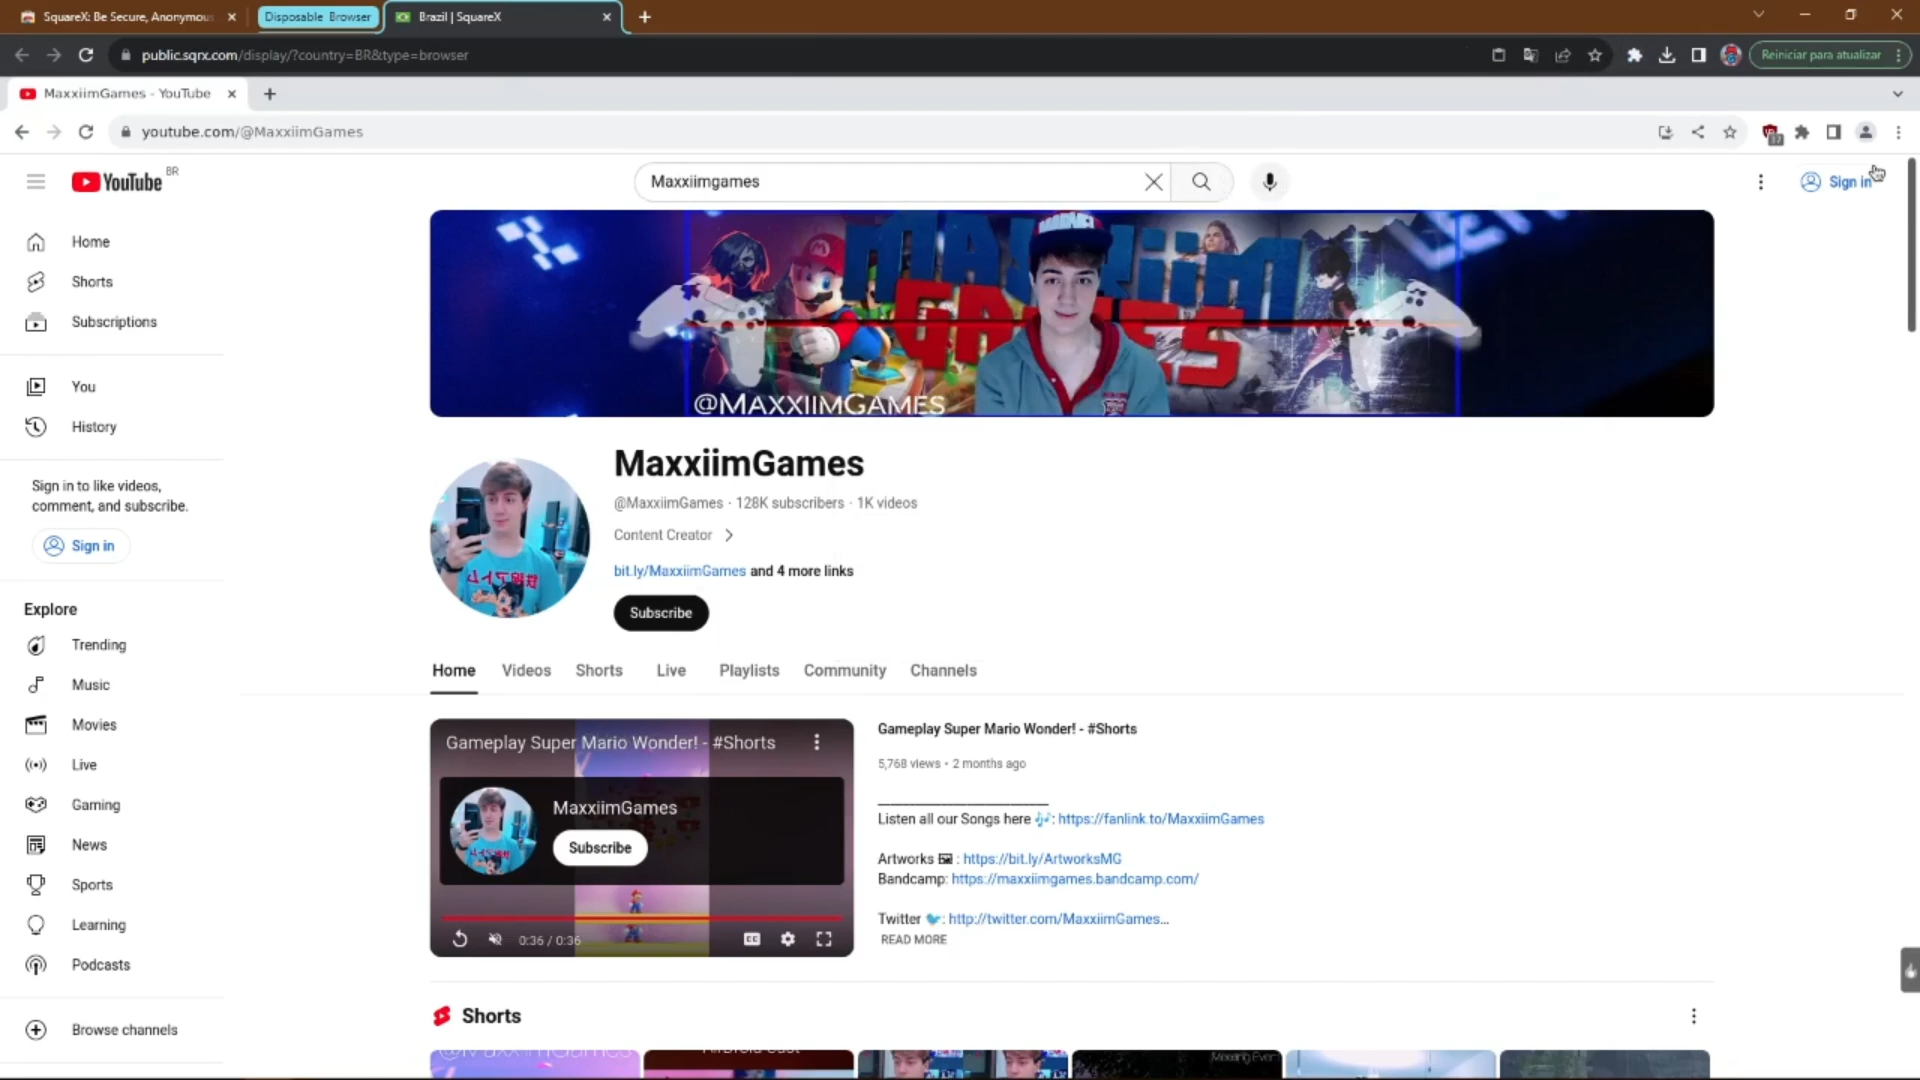 SquareX: Be Secure, Anonymou
Disposable Browser
Brazil | SquareX
public.sqrx.com/display/?country=BR&type=browser
Reiniciar para atualizar
MaxxiimGames - YouTube
youtube.com/@MaxxiimGames
YouTube BR
Maxxiimgames
Sign in
Home
Shorts
Subscriptions
You
History
Sign in to like videos,
comment, and subscribe.
Sign in
Explore
Trending
Music
Movies
Live
Gaming
News
Sports
Learning
Podcasts
Browse channels
MAXXiim
GAMES
@MAXXIIMGAMES
MaxxiimGames
@MaxxiimGames · 128K subscribers · 1K videos
Content Creator
bit.ly/MaxxiimGames and 4 more links
Subscribe
Home
Videos
Shorts
Live
Playlists
Community
Channels
Gameplay Super Mario Wonder! - #Shorts
MaxxiimGames
Subscribe
0:36 / 0:36
Gameplay Super Mario Wonder! - #Shorts
5,768 views • 2 months ago
Listen all our Songs here 🎶: https://fanlink.to/MaxxiimGames
Artworks 🖼 : https://bit.ly/ArtworksMG
Bandcamp: https://maxxiimgames.bandcamp.com/
Twitter 🐦: http://twitter.com/MaxxiimGames...
READ MORE
Shorts
@MaxxiimGames